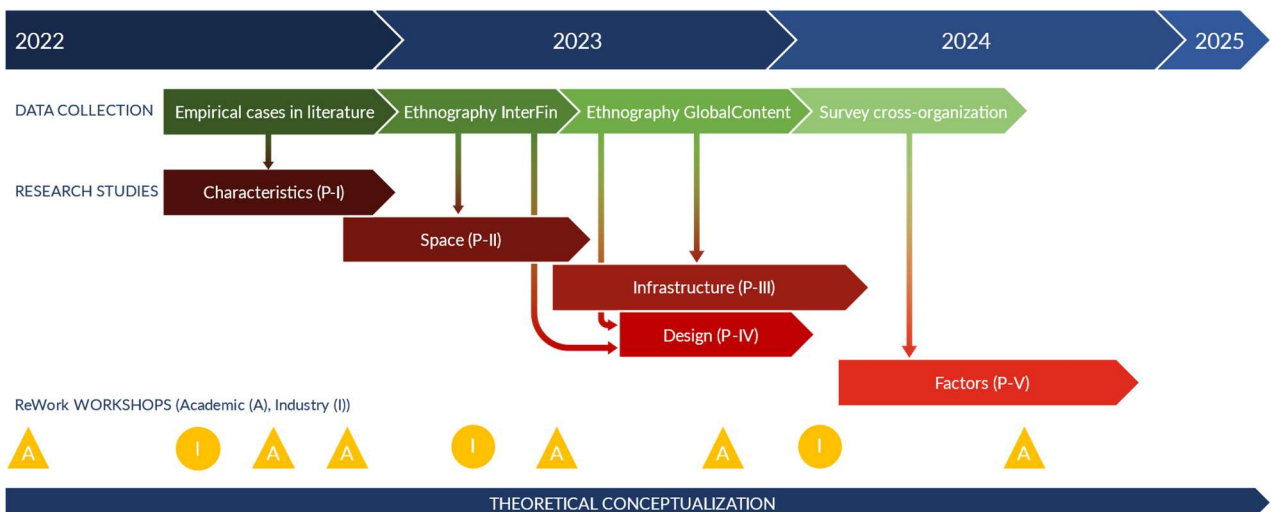 2022
2023
2024
2025
DATA COLLECTION
Empirical cases in literature
Ethnography InterFin
Ethnography GlobalContent
Survey cross-organization
RESEARCH STUDIES
Characteristics (P-I)
Space (P-II)
Infrastructure (P-III)
Design (P-IV)
Factors (P-V)
ReWork WORKSHOPS (Academic (A), Industry (I))
A
I
A
A
I
A
A
I
A
THEORETICAL CONCEPTUALIZATION